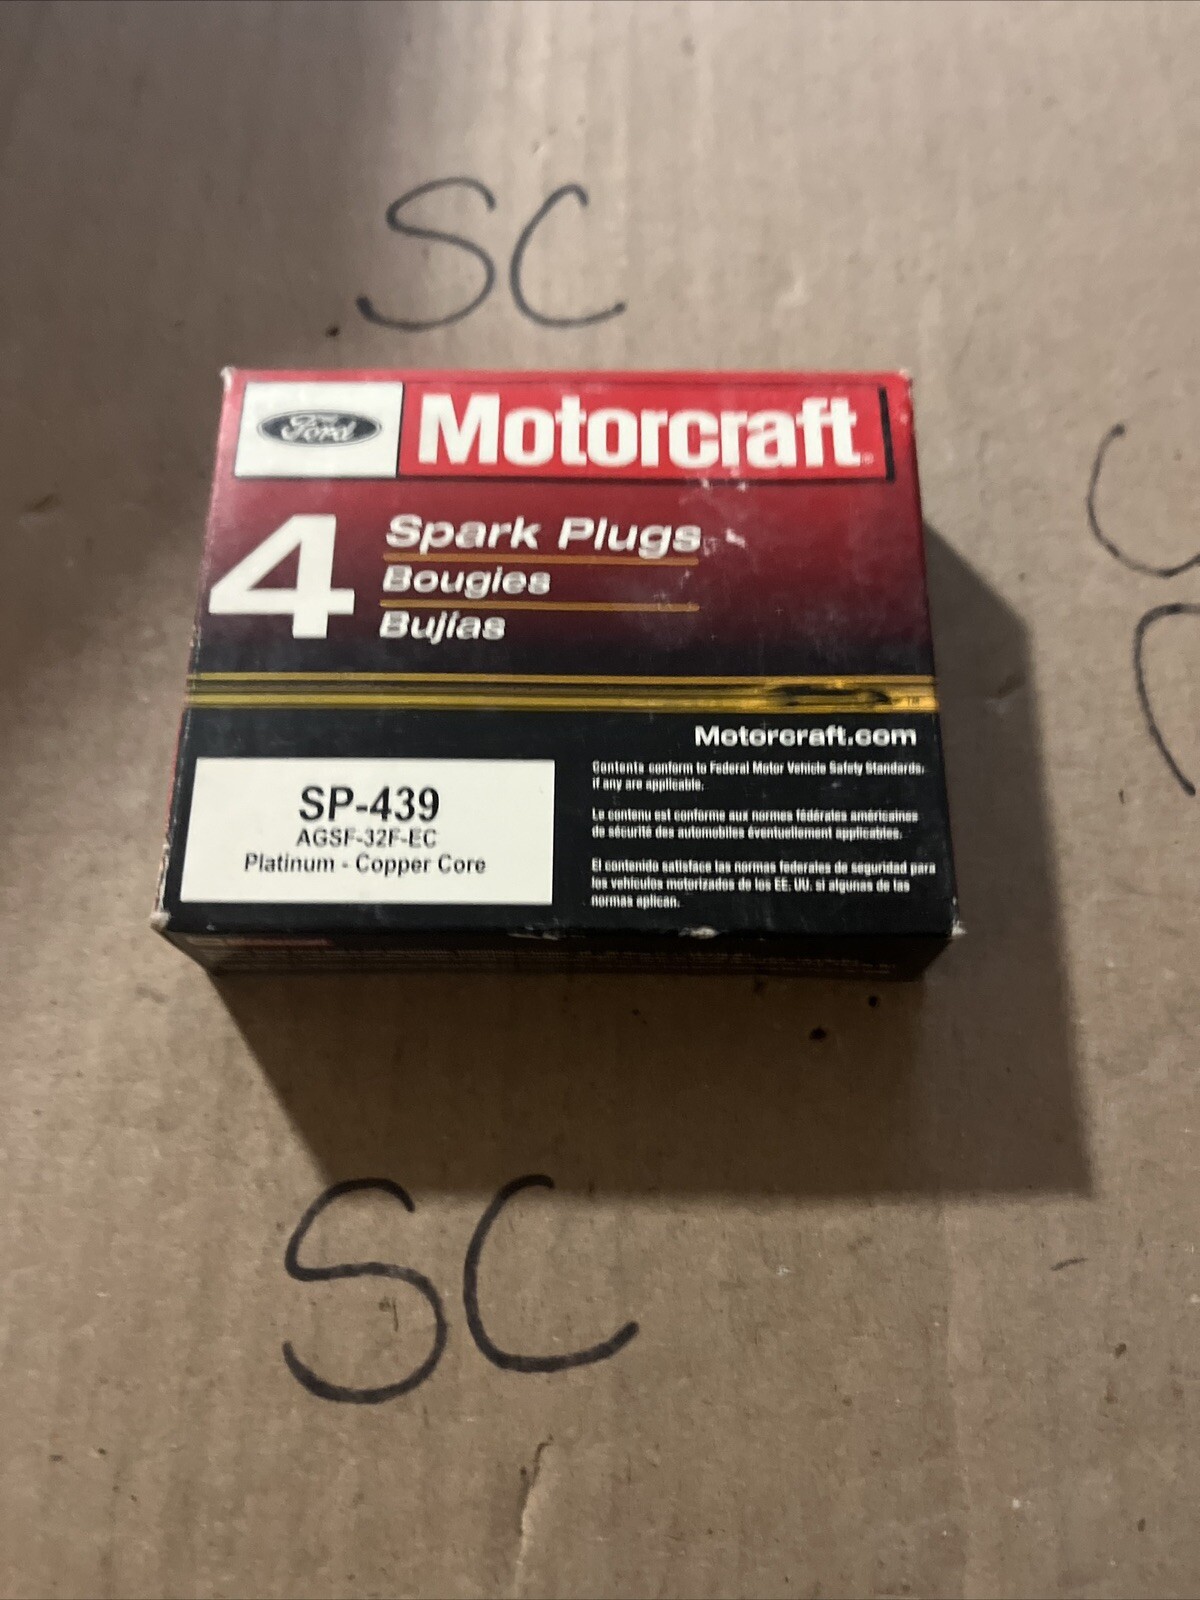 SC
Ford
Motorcraft
4
Spark Plugs
Bougies
Bujias
TM
Motorcraft.com
Contents conform to Federal Motor Vehicle Safety Standards,
if any are applicable.
Le contenu est conforme aux normes fédérales américaines
de sécurité des automobiles éventuellement applicables.
El contenido satisface las normas federales de seguridad para
los vehículos motorizados de los EE. UU. si algunas de las
normas aplican.
SP-439
AGSF-32F-EC
Platinum - Copper Core
SC